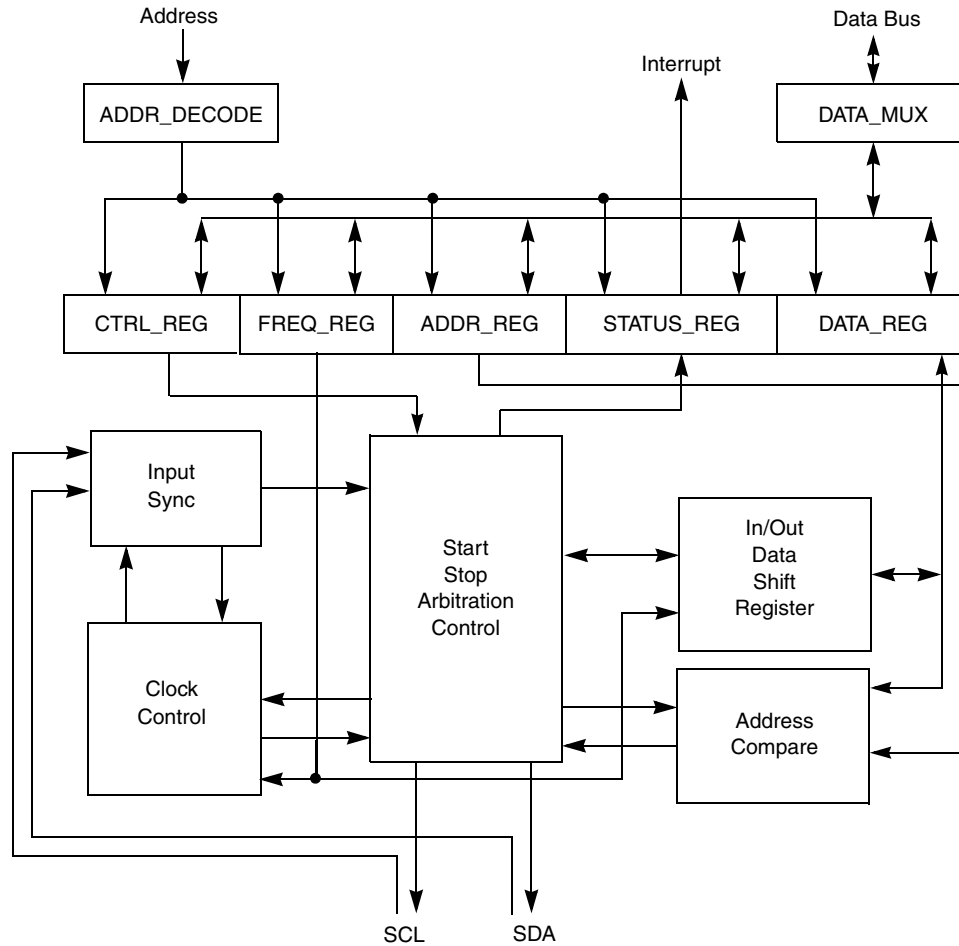 Address
Data Bus
Interrupt
ADDR_DECODE
DATA_MUX
CTRL_REG
FREQ_REG
ADDR_REG
STATUS_REG
DATA_REG
Input
Sync
Start
Stop
Arbitration
Control
In/Out
Data
Shift
Register
Clock
Control
Address
Compare
SCL
SDA